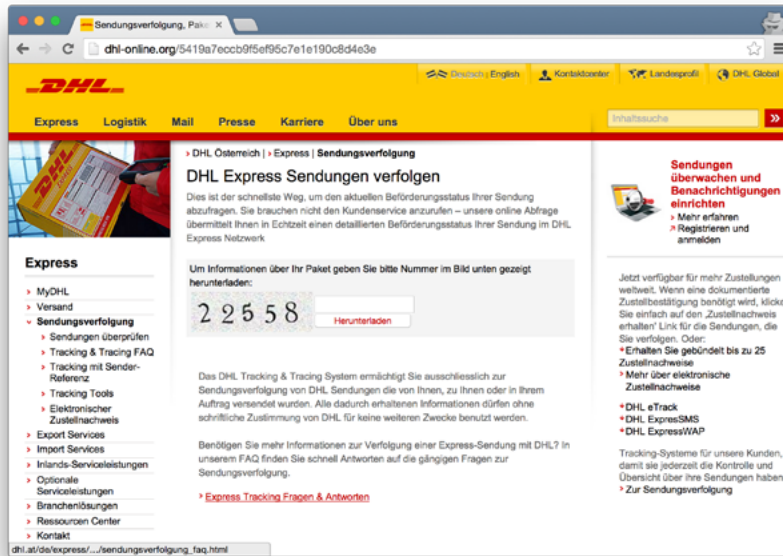 Sendungsverfolgung, Pake
dhl-online.org/5419a7eccb9f5ef95c7e1e190c8d4e3e
Deutsch | English
Kontaktcenter
Landesprofil
DHL Global
DHL
Express Logistik Mail Presse Karriere Über uns
Inhaltssuche
DHL Österreich | Express | Sendungsverfolgung
DHL Express Sendungen verfolgen
Dies ist der schnellste Weg, um den aktuellen Beförderungsstatus Ihrer Sendung
abzufragen. Sie brauchen nicht den Kundenservice anzurufen – unsere online Abfrage
übermittelt Ihnen in Echtzeit einen detaillierten Beförderungsstatus Ihrer Sendung im DHL
Express Netzwerk
Um Informationen über Ihr Paket geben Sie bitte Nummer im Bild unten gezeigt
herunterladen:
22558
Herunterladen
Das DHL Tracking & Tracing System ermächtigt Sie ausschliesslich zur
Sendungsverfolgung von DHL Sendungen die von Ihnen, zu Ihnen oder in Ihrem
Auftrag versendet wurden. Alle dadurch erhaltenen Informationen dürfen ohne
schriftliche Zustimmung von DHL für keine weiteren Zwecke benutzt werden.
Benötigen Sie mehr Informationen zur Verfolgung einer Express-Sendung mit DHL? In
unserem FAQ finden Sie schnell Antworten auf die gängigen Fragen zur
Sendungsverfolgung.
Express Tracking Fragen & Antworten
Express
MyDHL
Versand
Sendungsverfolgung
Sendungen überprüfen
Tracking & Tracing FAQ
Tracking mit Sender-
Referenz
Tracking Tools
Elektronischer
Zustellnachweis
Export Services
Import Services
Inlands-Serviceleistungen
Optionale
Serviceleistungen
Branchenlösungen
Ressourcen Center
Kontakt
dhl.at/de/express/.../sendungsverfolgung_faq.html
Sendungen
überwachen und
Benachrichtigungen
einrichten
Mehr erfahren
Registrieren und
anmelden
Jetzt verfügbar für mehr Zustellungen
weltweit. Wenn eine dokumentierte
Zustellbestätigung benötigt wird, klicke
Sie einfach auf den ‚Zustellnachweis
erhalten' Link für die Sendungen, die
Sie verfolgen. Oder:
Erhalten Sie gebündelt bis zu 25
Zustellnachweise
Mehr über elektronische
Zustellnachweise
DHL eTrack
DHL ExpresSMS
DHL ExpressWAP
Tracking-Systeme für unsere Kunden,
damit sie jederzeit die Kontrolle und
Übersicht über ihre Sendungen haben
Zur Sendungsverfolgung